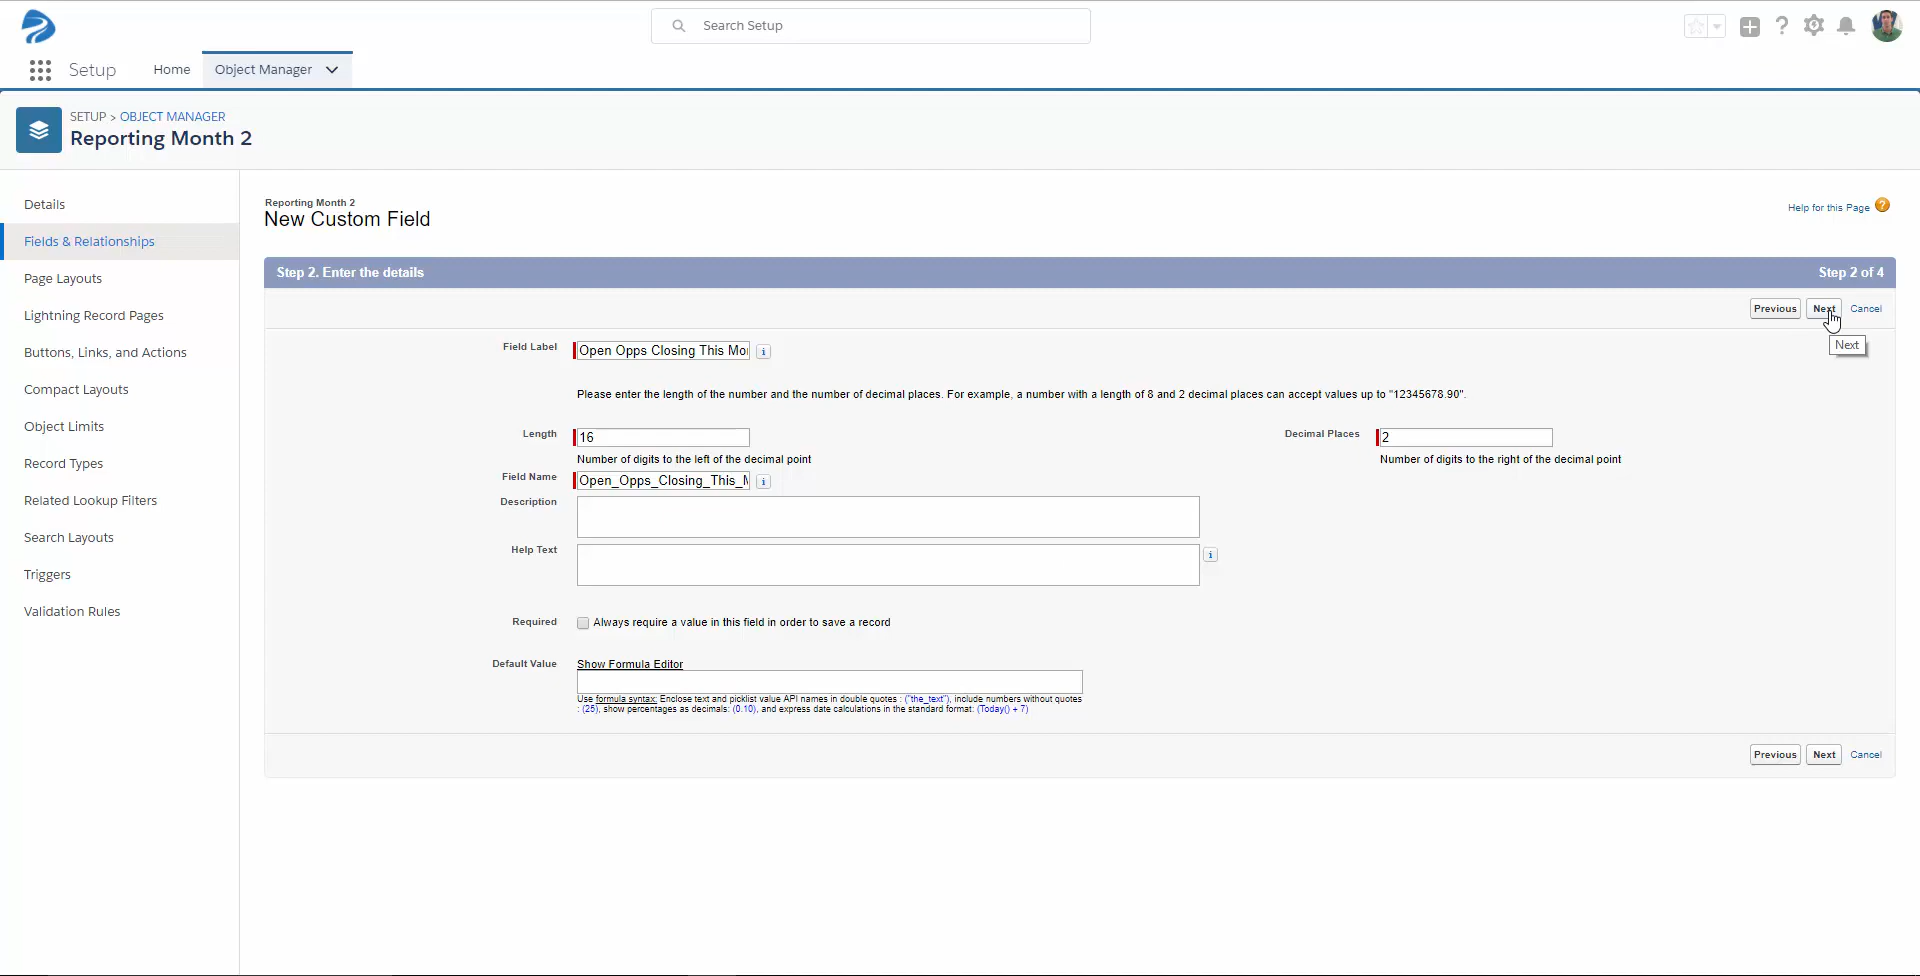 Search Setup
Setup
Home
Object Manager
SETUP > OBJECT MANAGER
Reporting Month 2
Details
Fields & Relationships
Page Layouts
Lightning Record Pages
Buttons, Links, and Actions
Compact Layouts
Object Limits
Record Types
Related Lookup Filters
Search Layouts
Triggers
Validation Rules
Reporting Month 2
New Custom Field
Help for this Page ?
Step 2. Enter the details
Step 2 of 4
Previous Next Cancel
Next
Field Label
Open Opps Closing This Mo
i
Please enter the length of the number and the number of decimal places. For example, a number with a length of 8 and 2 decimal places can accept values up to "12345678.90".
Length
16
Decimal Places
2
Number of digits to the left of the decimal point
Number of digits to the right of the decimal point
Field Name
Open_Opps_Closing_This_M
i
Description
Help Text
i
Required
Always require a value in this field in order to save a record
Default Value
Show Formula Editor
Use formula syntax: Enclose text and picklist value API names in double quotes : ("the_text"), include numbers without quotes
: (25), show percentages as decimals: (0.10), and express date calculations in the standard format: (Today() + 7)
Previous Next Cancel